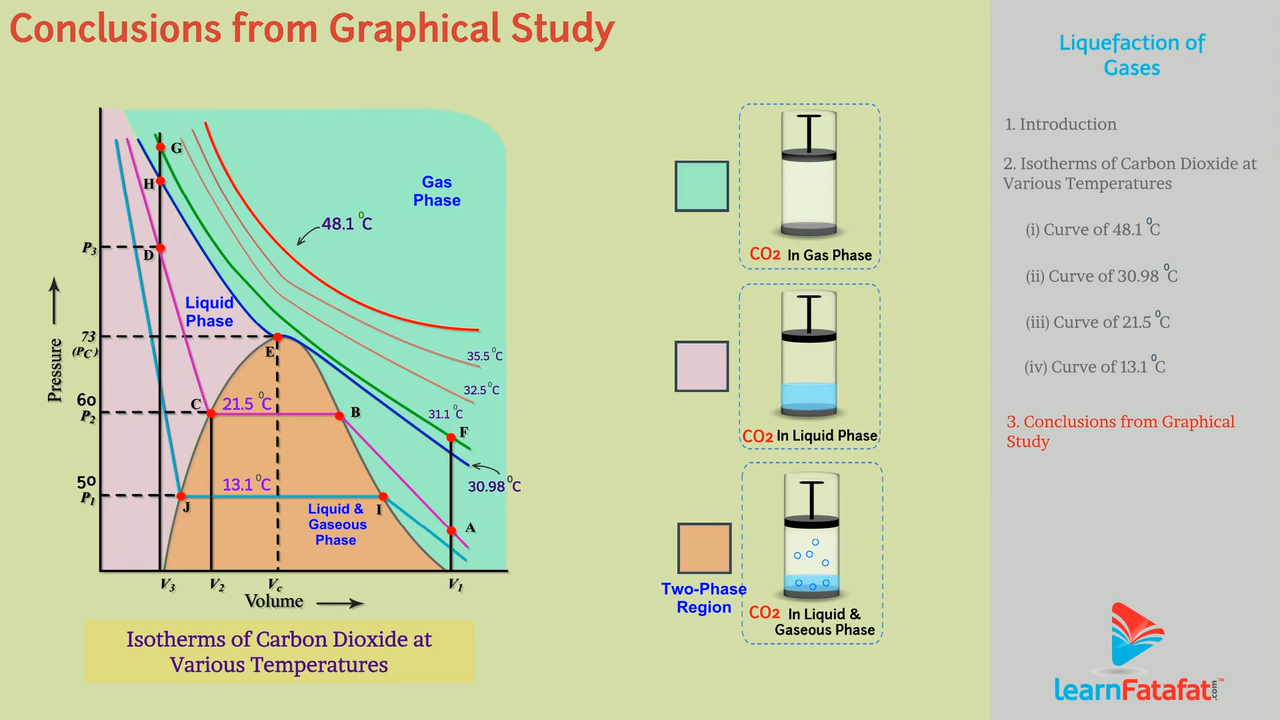 Conclusions from Graphical Study
G
H
Gas
Phase
48.1 °C
P3
D
Liquid
Phase
73
(PC)
E
35.5 °C
Pressure
32.5 °C
60
P2
C
21.5 °C
B
31.1 °C
F
30.98 °C
50
P1
13.1 °C
J
I
Liquid &
Gaseous
Phase
A
V3
V2
Vc
V1
Volume
Isotherms of Carbon Dioxide at
Various Temperatures
CO2 In Gas Phase
CO2 In Liquid Phase
Two-Phase
Region
CO2 In Liquid &
Gaseous Phase
Liquefaction of
Gases
1. Introduction
2. Isotherms of Carbon Dioxide at
Various Temperatures
(i) Curve of 48.1 °C
(ii) Curve of 30.98 °C
(iii) Curve of 21.5 °C
(iv) Curve of 13.1 °C
3. Conclusions from Graphical
Study
learnFatafat.com™